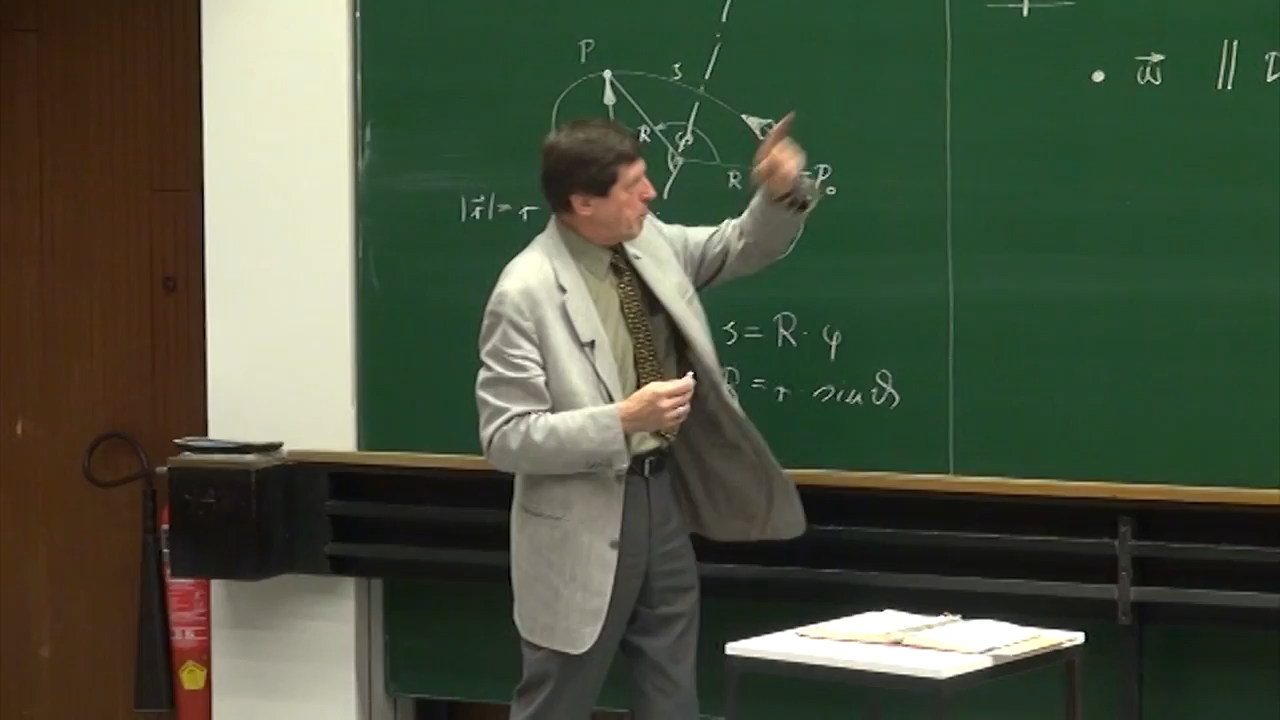 P
s
R
φ
R
P₀
|r⃗| = r
s = R · φ
R = r · sin ϑ
• ω⃗ ||